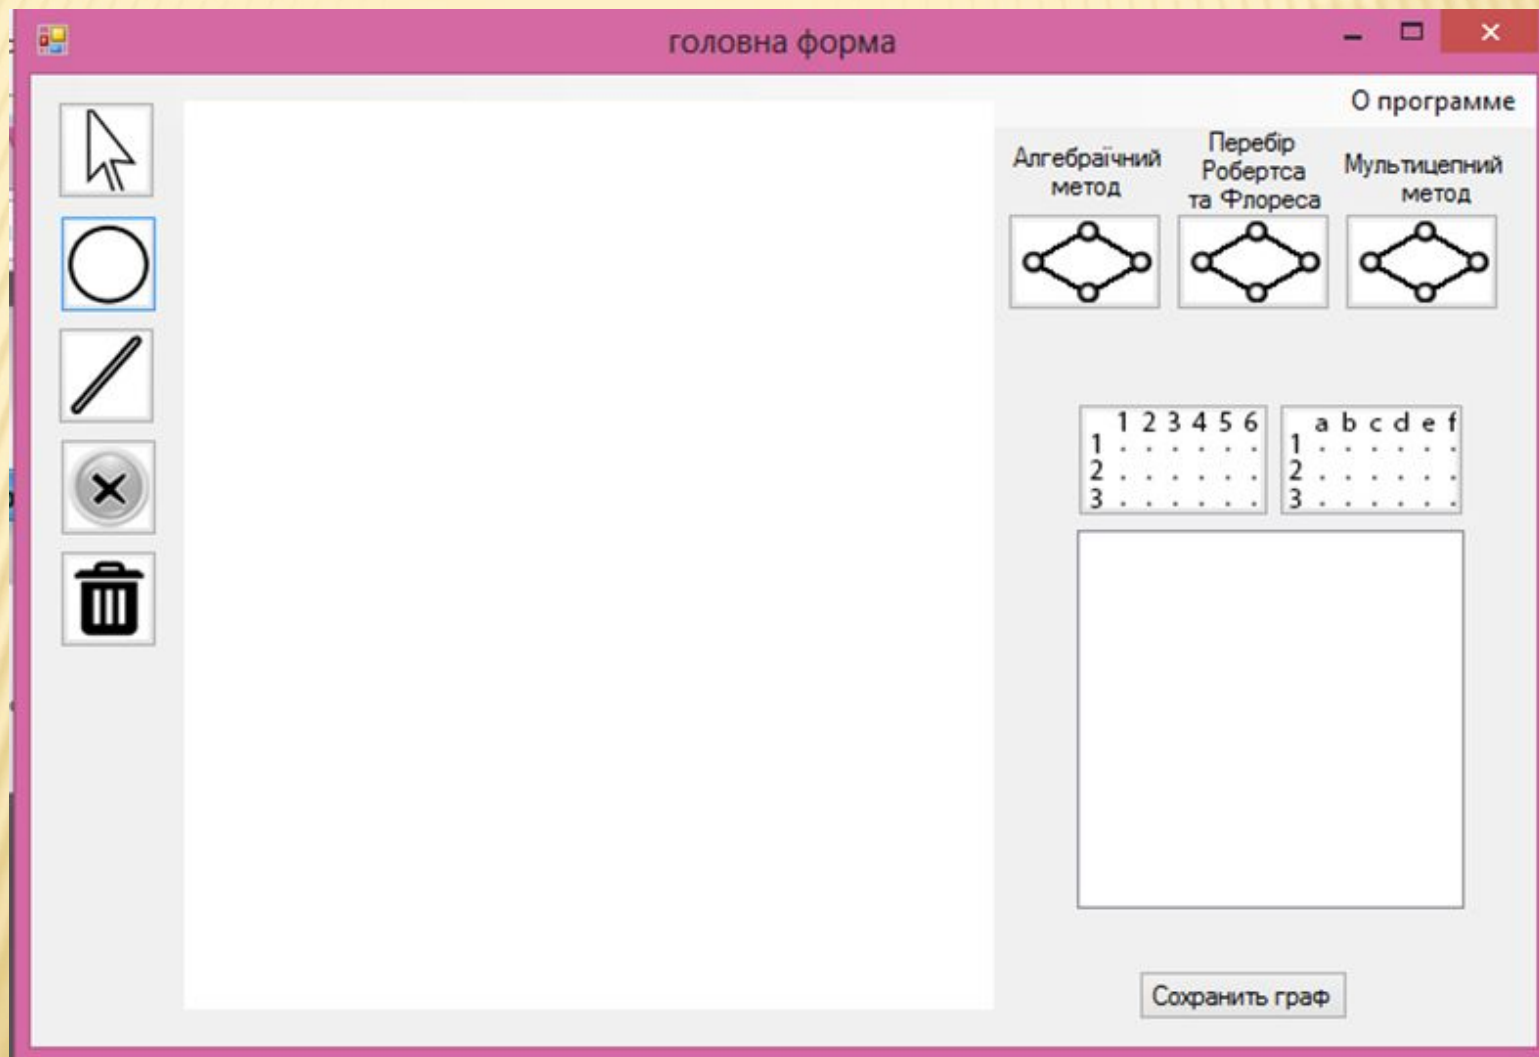 головна форма
О программе
Алгебраїчний
метод
Перебір
Робертса
та Флореса
Мультицепний
метод
1 2 3 4 5 6
1 . . . . . .
2 . . . . . .
3 . . . . . .
a b c d e f
1 . . . . . .
2 . . . . . .
3 . . . . . .
Сохранить граф